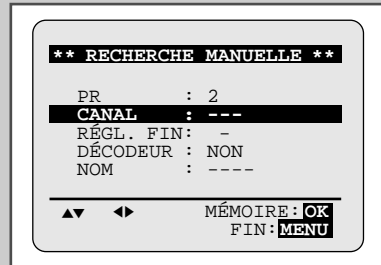 ** RECHERCHE MANUELLE **
PR : 2
CANAL : ---
RÉGL. FIN: -
DÉCODEUR : NON
NOM : ----
▲▼ ◀▶ MÉMOIRE: OK
FIN: MENU